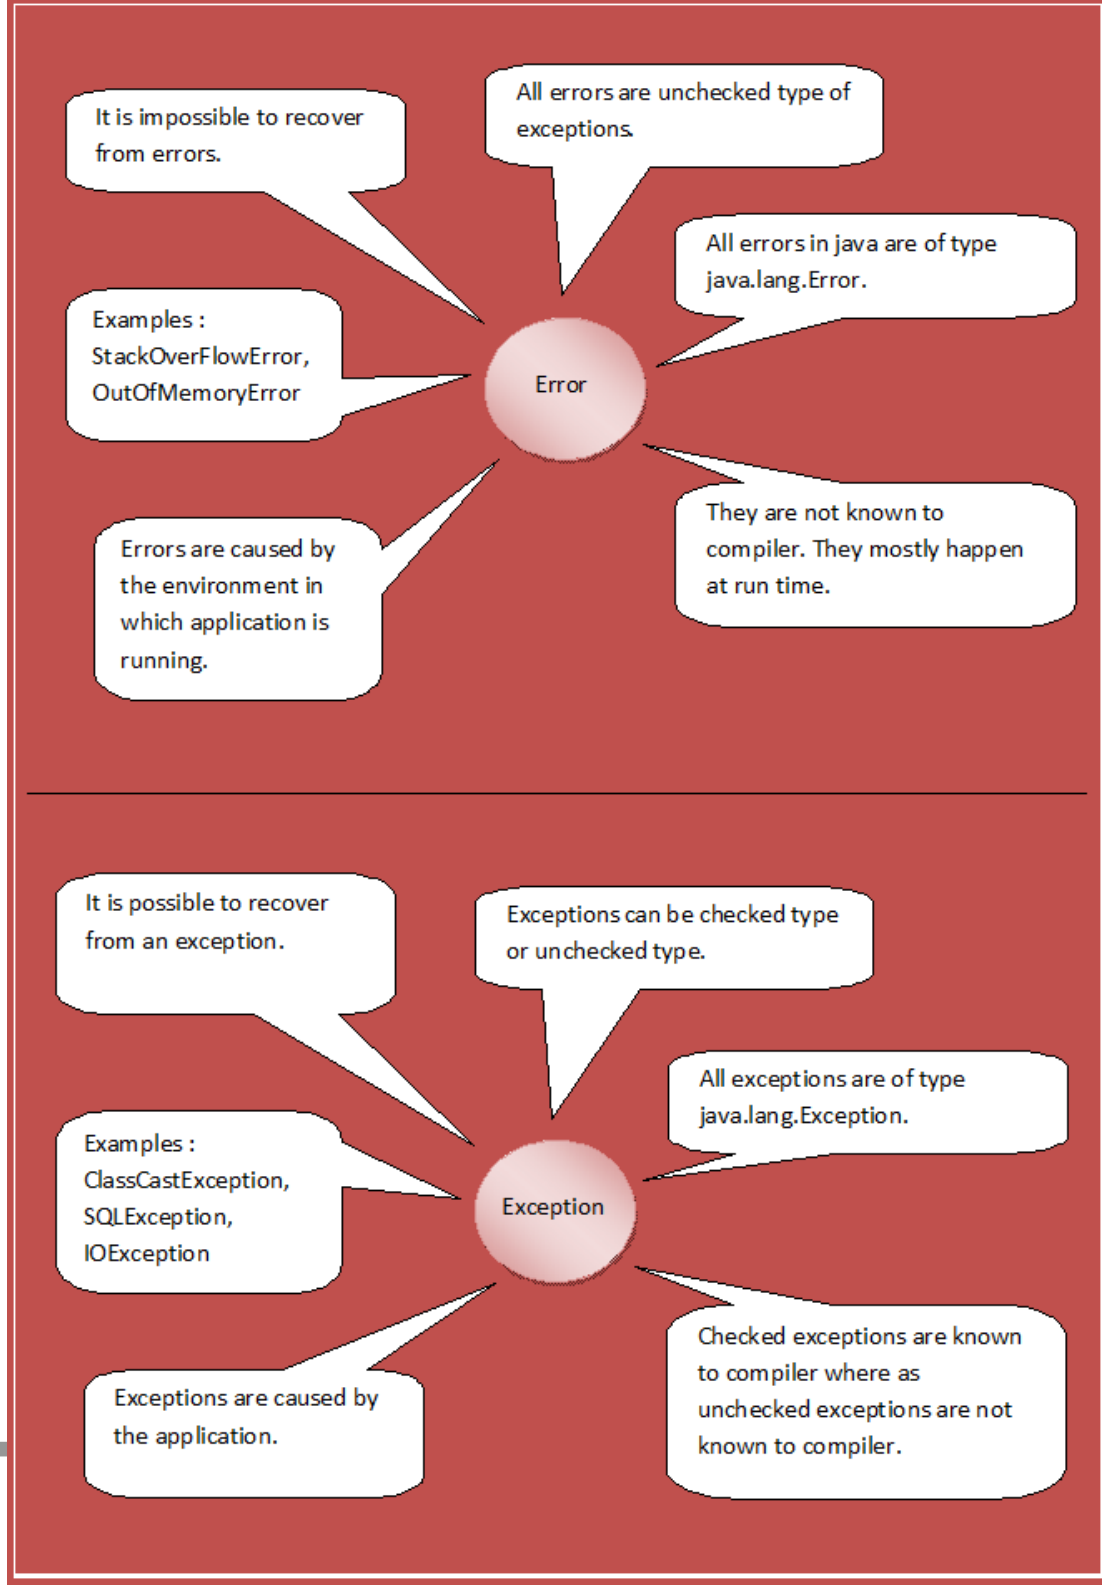 It is impossible to recover
from errors.
All errors are unchecked type of
exceptions.
All errors in java are of type
java.lang.Error.
Examples :
StackOverFlowError,
OutOfMemoryError
Error
They are not known to
compiler. They mostly happen
at run time.
Errors are caused by
the environment in
which application is
running.
It is possible to recover
from an exception.
Exceptions can be checked type
or unchecked type.
All exceptions are of type
java.lang.Exception.
Examples :
ClassCastException,
SQLException,
IOException
Exception
Checked exceptions are known
to compiler where as
unchecked exceptions are not
known to compiler.
Exceptions are caused by
the application.